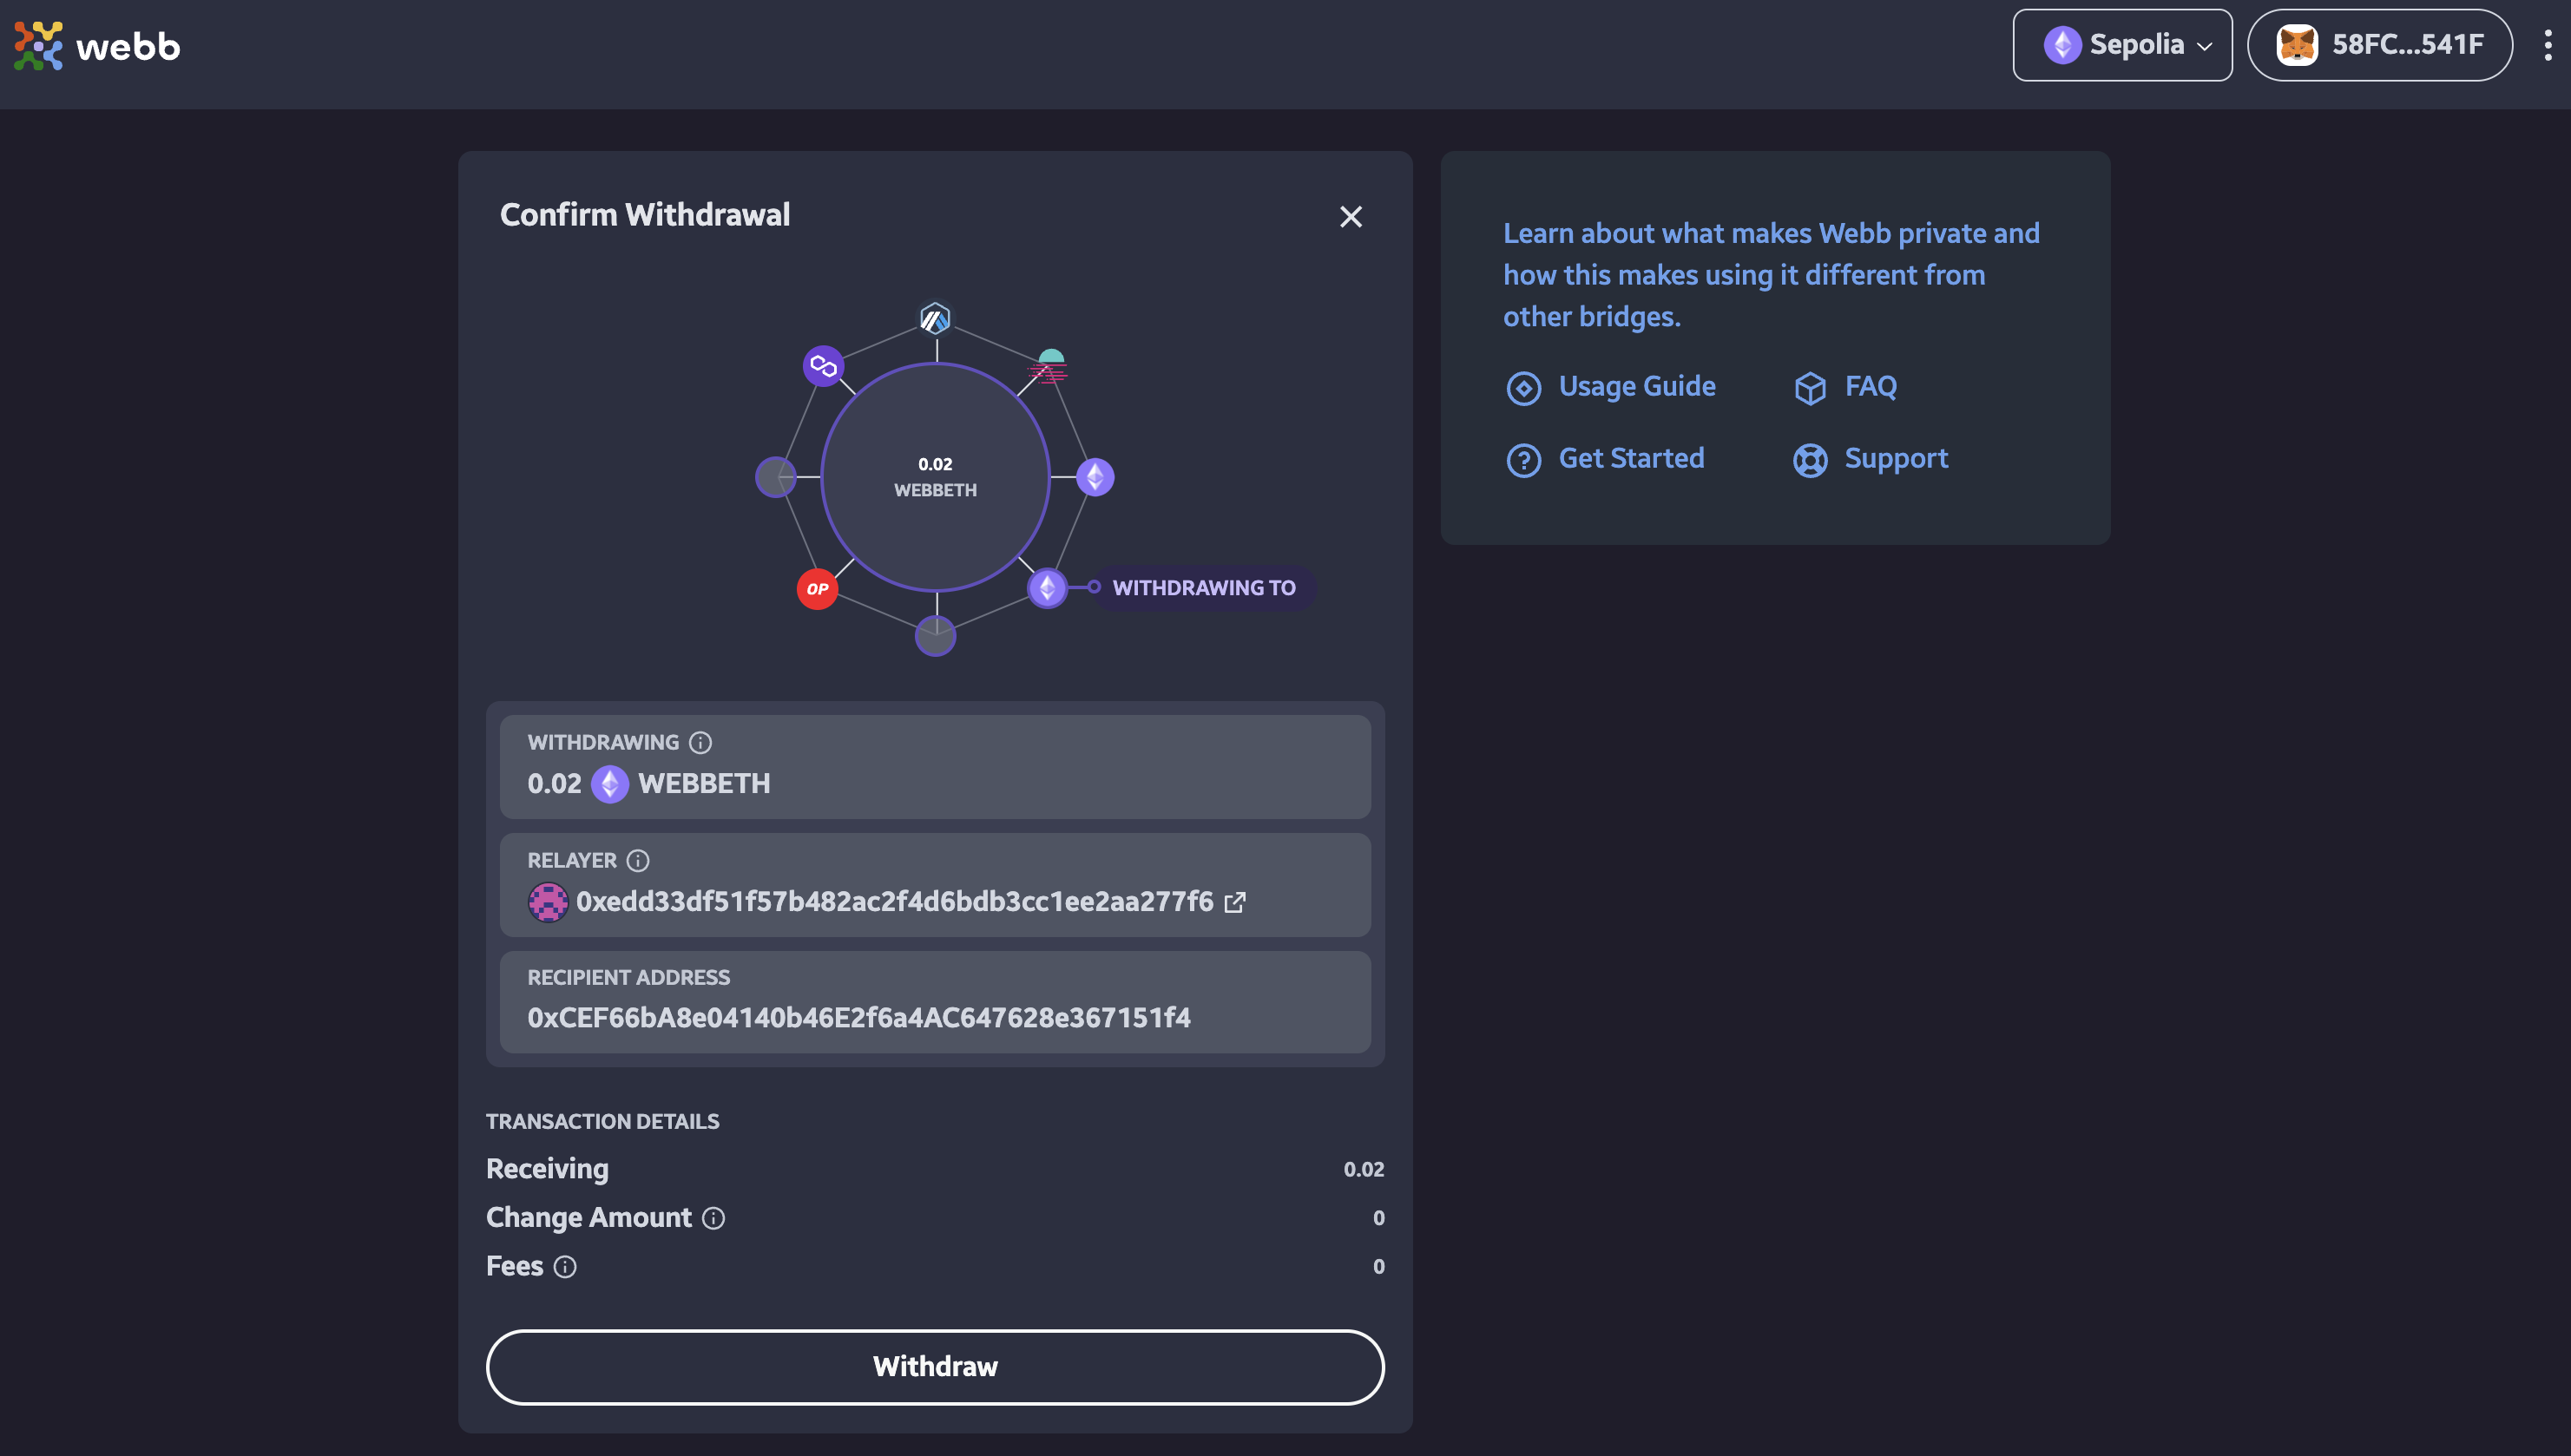 webb
Sepolia
58FC...541F
Confirm Withdrawal
0.02
WEBBETH
OP
WITHDRAWING TO
WITHDRAWING
0.02 WEBBETH
RELAYER
0xedd33df51f57b482ac2f4d6bdb3cc1ee2aa277f6
RECIPIENT ADDRESS
0xCEF66bA8e04140b46E2f6a4AC647628e367151f4
TRANSACTION DETAILS
Receiving 0.02
Change Amount 0
Fees 0
Withdraw
Learn about what makes Webb private and
how this makes using it different from
other bridges.
Usage Guide FAQ
Get Started Support